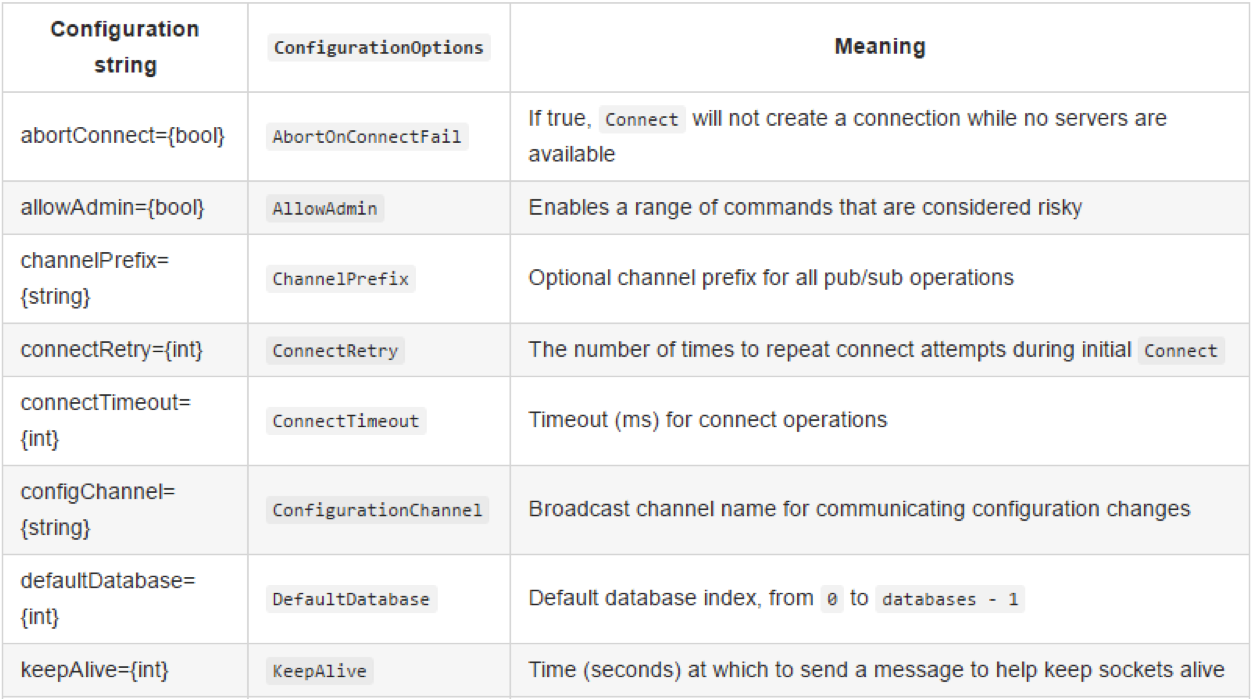 Configuration
string
ConfigurationOptions
Meaning
abortConnect={bool}
AbortOnConnectFail
If true, Connect will not create a connection while no servers are
available
allowAdmin={bool}
AllowAdmin
Enables a range of commands that are considered risky
channelPrefix=
{string}
ChannelPrefix
Optional channel prefix for all pub/sub operations
connectRetry={int}
ConnectRetry
The number of times to repeat connect attempts during initial Connect
connectTimeout=
{int}
ConnectTimeout
Timeout (ms) for connect operations
configChannel=
{string}
ConfigurationChannel
Broadcast channel name for communicating configuration changes
defaultDatabase=
{int}
DefaultDatabase
Default database index, from 0 to databases - 1
keepAlive={int}
KeepAlive
Time (seconds) at which to send a message to help keep sockets alive